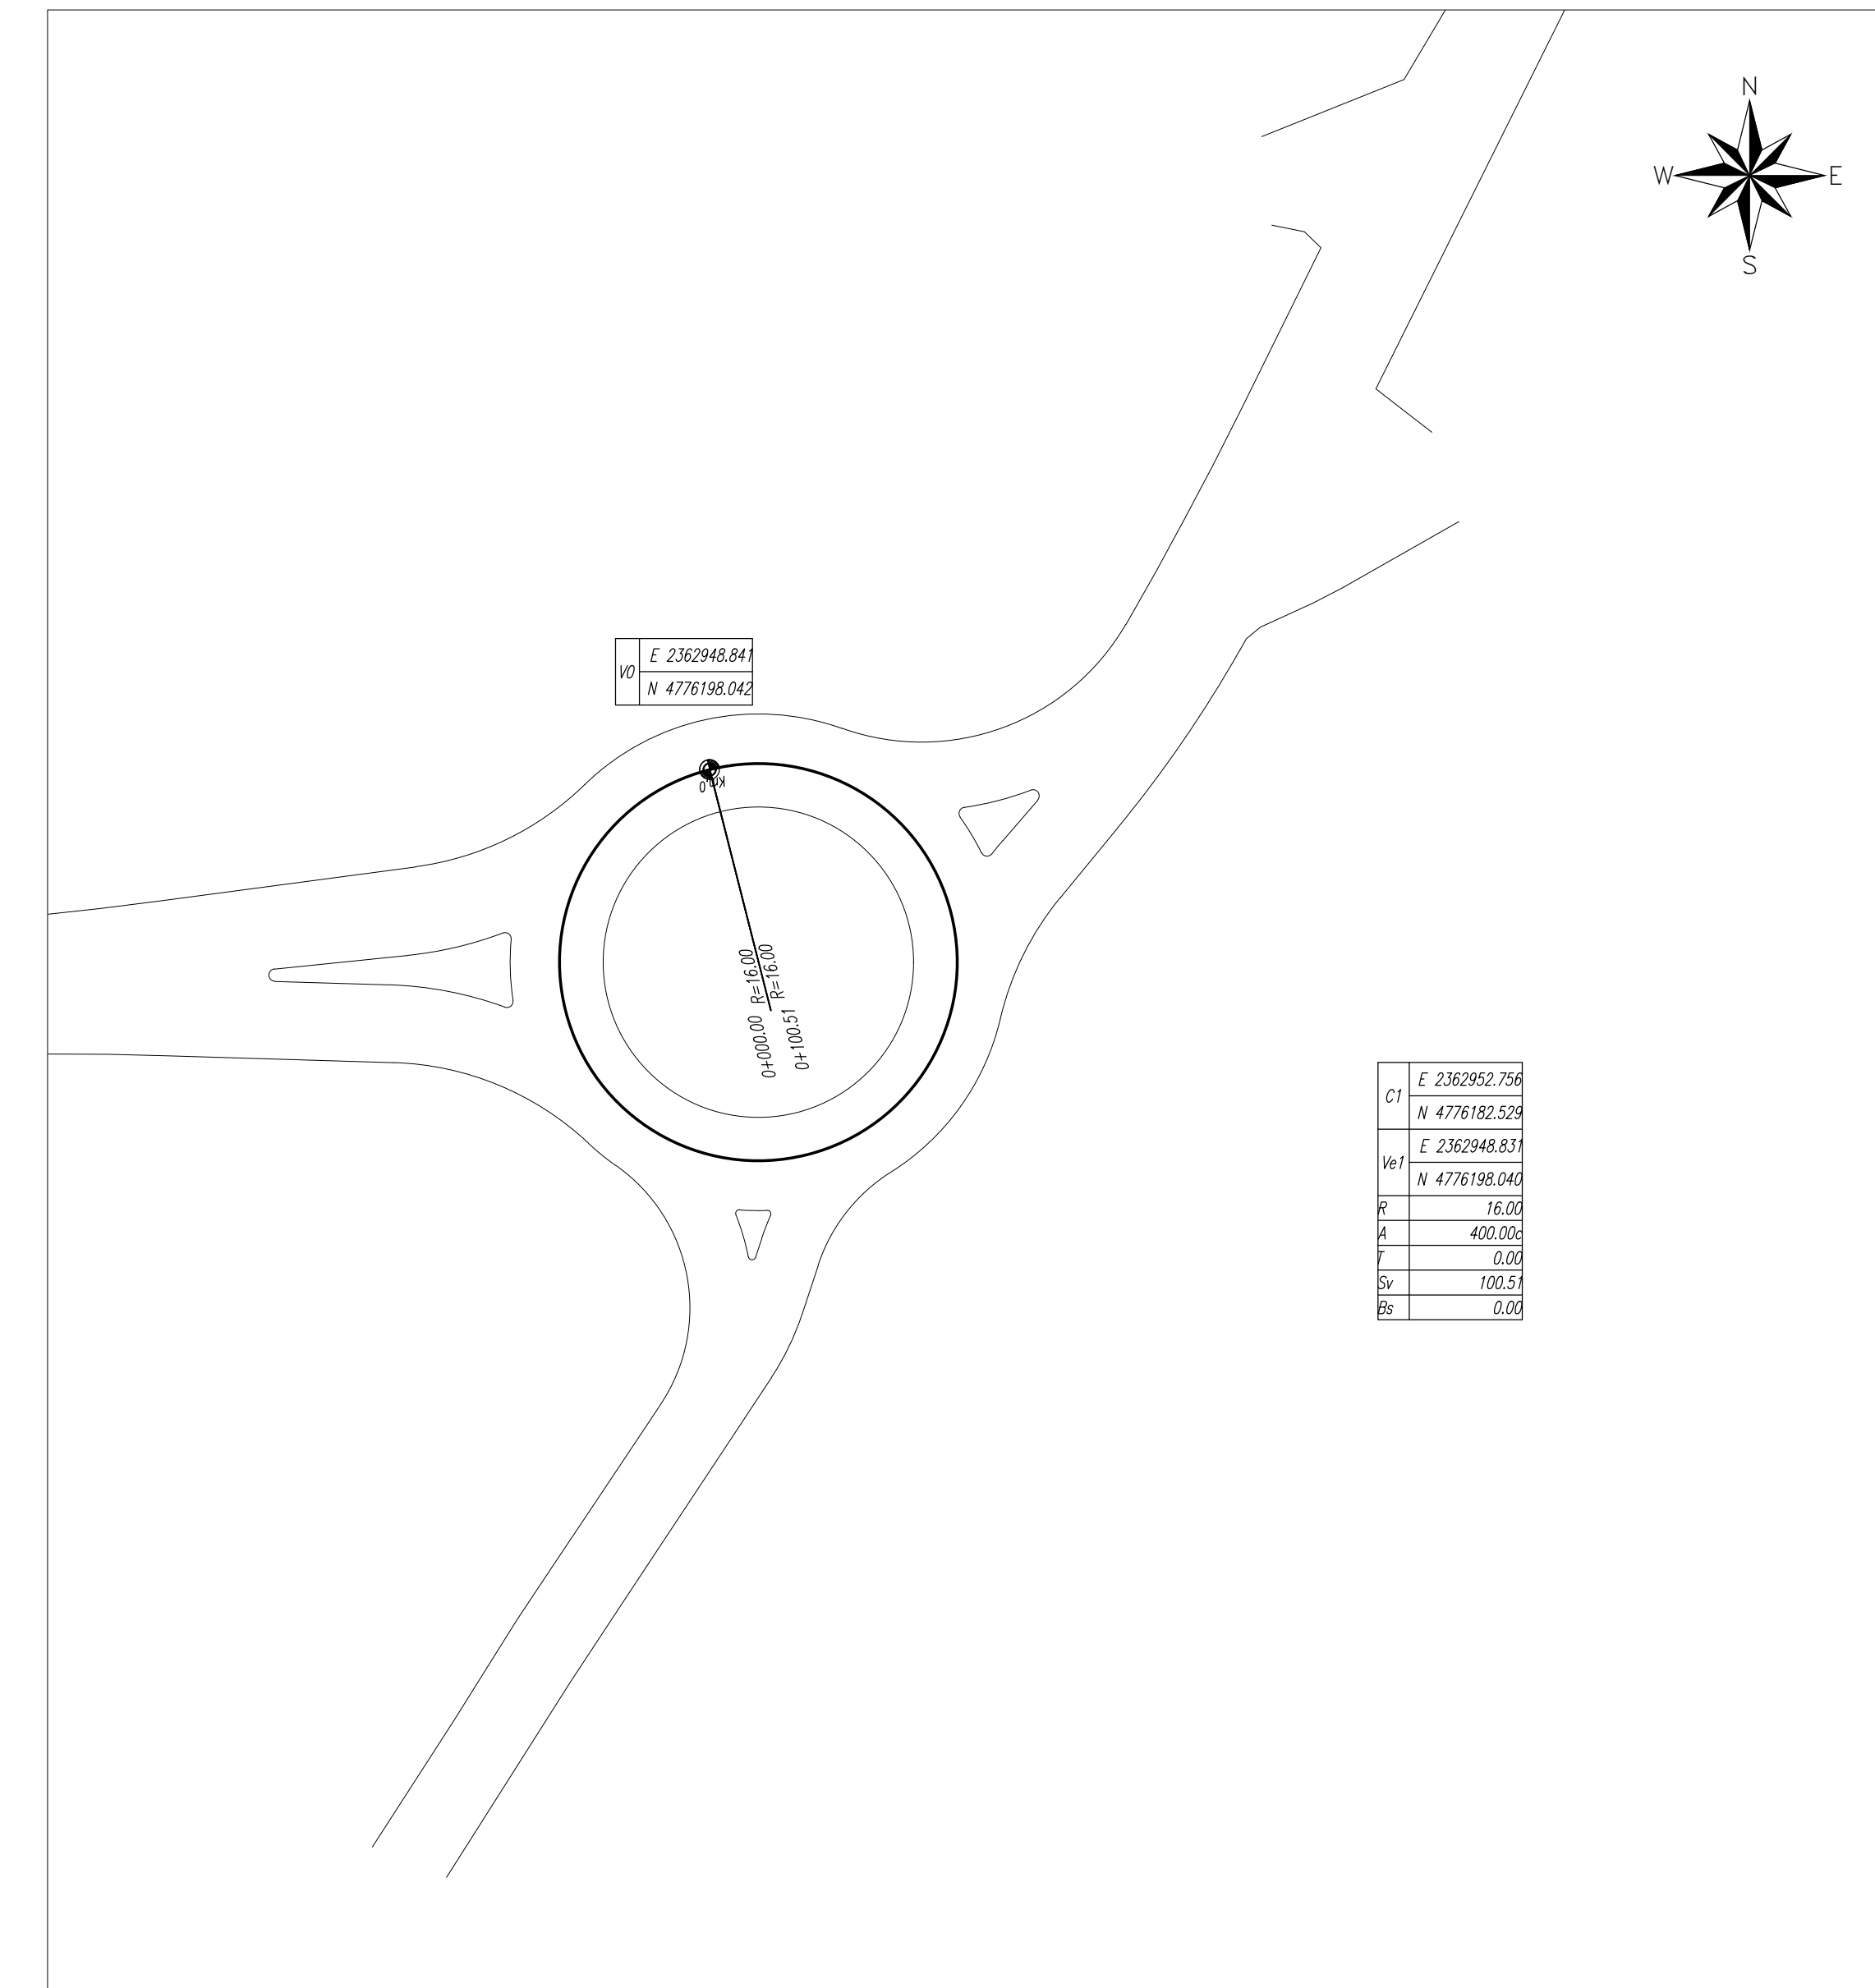 N
W E
S
V0
E 2362948.841
N 4776198.042
Km 0
0+000.00 R=16.00
0+100.51 R=16.00
C1
E 2362952.756
N 4776182.529
Ve1
E 2362948.831
N 4776198.040
R 16.00
A 400.00c
T 0.00
Sv 100.51
Bs 0.00